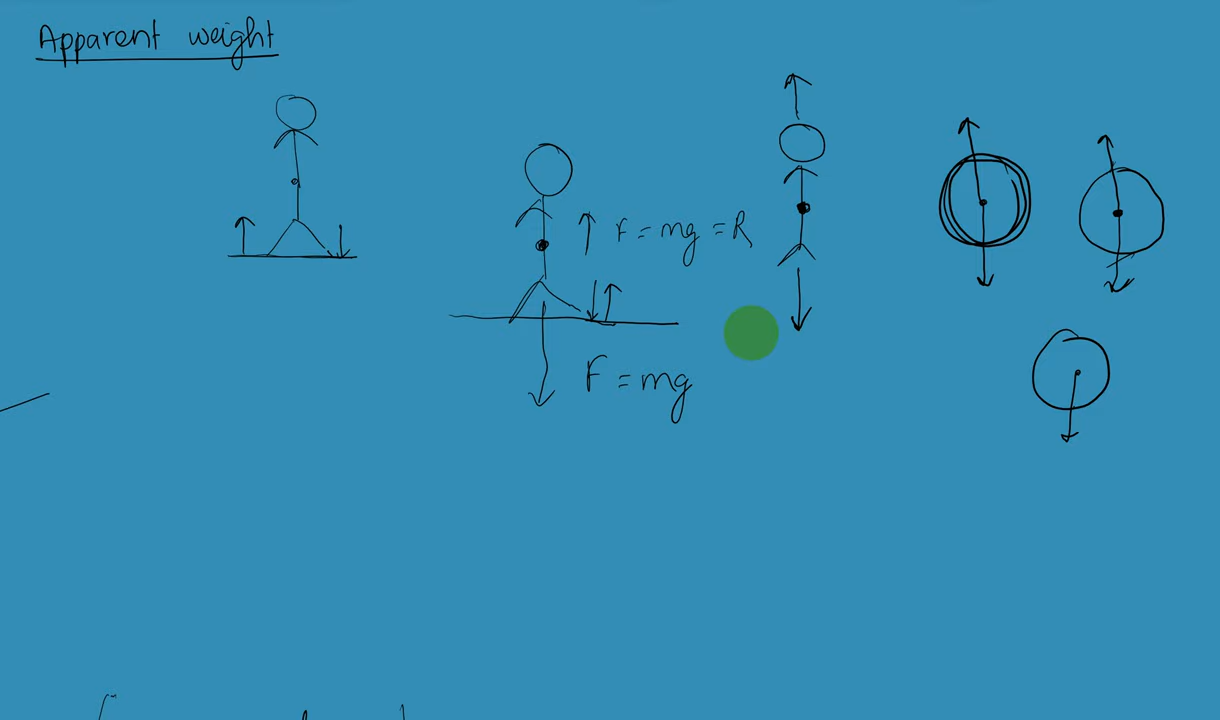 Apparent weight
F = mg = R
F = mg